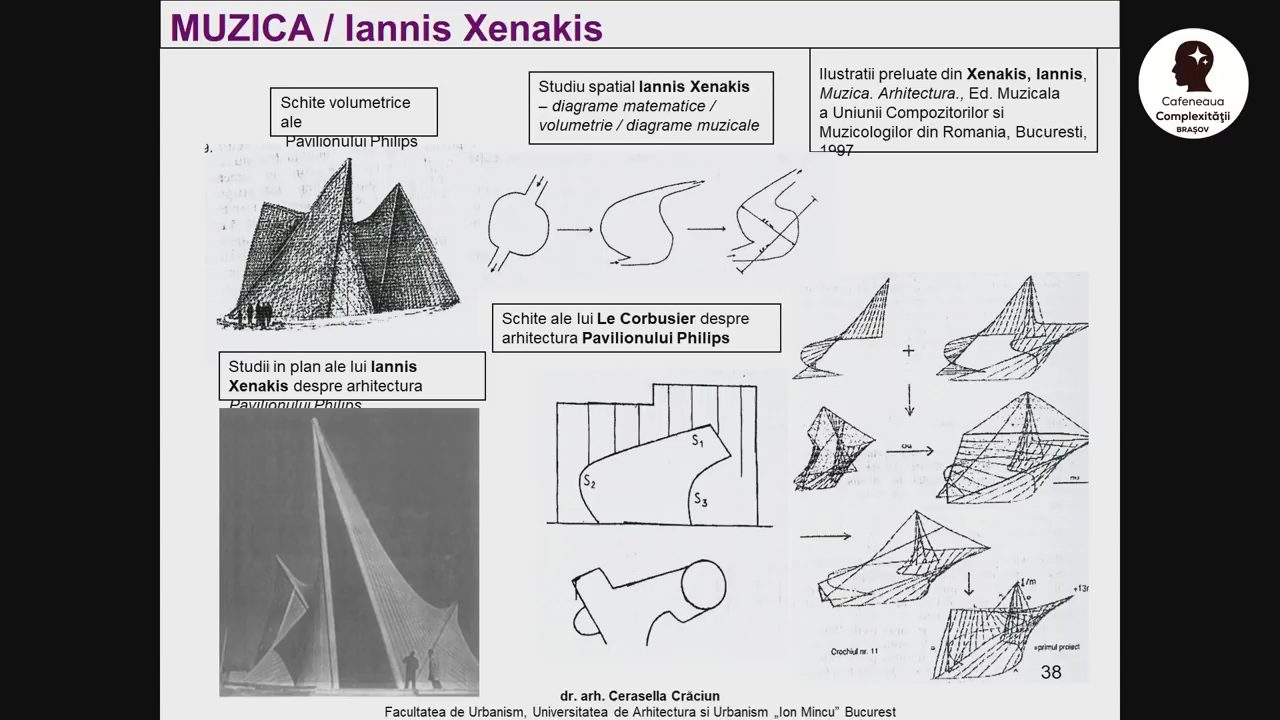 MUZICA / Iannis Xenakis
Schite volumetrice
ale
Pavilionului Philips
Studiu spatial Iannis Xenakis
– diagrame matematice /
volumetrie / diagrame muzicale
Ilustratii preluate din Xenakis, Iannis,
Muzica. Arhitectura., Ed. Muzicala
a Uniunii Compozitorilor si
Muzicologilor din Romania, Bucuresti,
1997
Cafeneaua
Complexității
BRAȘOV
9.
Schite ale lui Le Corbusier despre
arhitectura Pavilionului Philips
Studii in plan ale lui Iannis
Xenakis despre arhitectura
Pavilionului Philips
S1
S2
S3
+
ou
Crochiul nr. 11
primul proiect
38
dr. arh. Cerasella Crăciun
Facultatea de Urbanism, Universitatea de Arhitectura si Urbanism „Ion Mincu” Bucurest